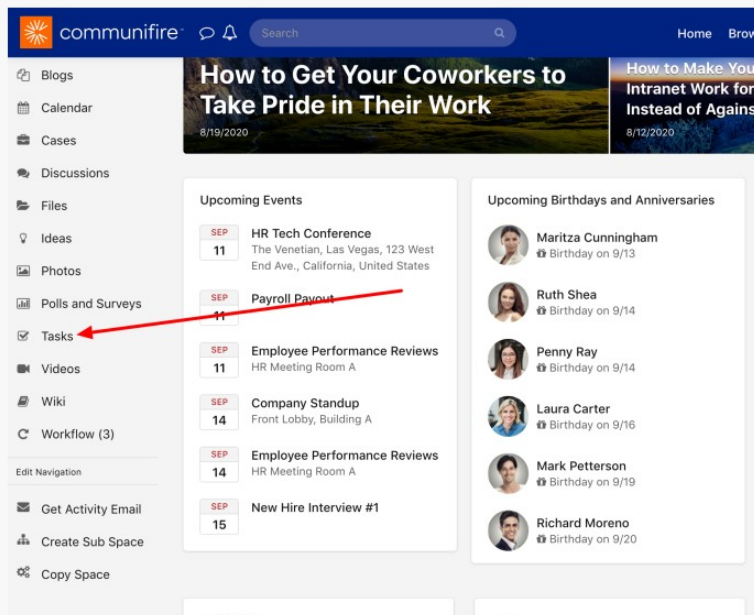 communifire
Search
Home
Brow
Blogs
Calendar
Cases
Discussions
Files
Ideas
Photos
Polls and Surveys
Tasks
Videos
Wiki
Workflow (3)
Edit Navigation
Get Activity Email
Create Sub Space
Copy Space
How to Get Your Coworkers to
Take Pride in Their Work
8/19/2020
How to Make You
Intranet Work for
Instead of Agains
8/12/2020
Upcoming Events
SEP
11
HR Tech Conference
The Venetian, Las Vegas, 123 West
End Ave., California, United States
SEP
11
Payroll Payout
SEP
11
Employee Performance Reviews
HR Meeting Room A
SEP
14
Company Standup
Front Lobby, Building A
SEP
14
Employee Performance Reviews
HR Meeting Room A
SEP
15
New Hire Interview #1
Upcoming Birthdays and Anniversaries
Maritza Cunningham
Birthday on 9/13
Ruth Shea
Birthday on 9/14
Penny Ray
Birthday on 9/14
Laura Carter
Birthday on 9/16
Mark Petterson
Birthday on 9/19
Richard Moreno
Birthday on 9/20